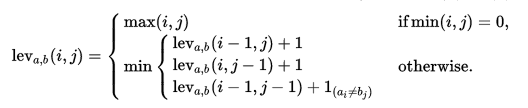 max(i, j) if min(i, j) = 0,
lev_{a,b}(i, j) = { min { lev_{a,b}(i − 1, j) + 1
lev_{a,b}(i, j − 1) + 1 otherwise.
lev_{a,b}(i − 1, j − 1) + 1_{(a_i≠b_j)}